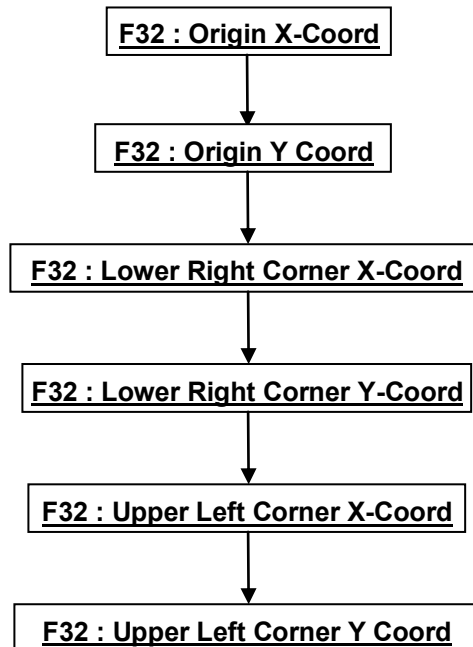 F32 : Origin X-Coord
F32 : Origin Y Coord
F32 : Lower Right Corner X-Coord
F32 : Lower Right Corner Y-Coord
F32 : Upper Left Corner X-Coord
F32 : Upper Left Corner Y Coord